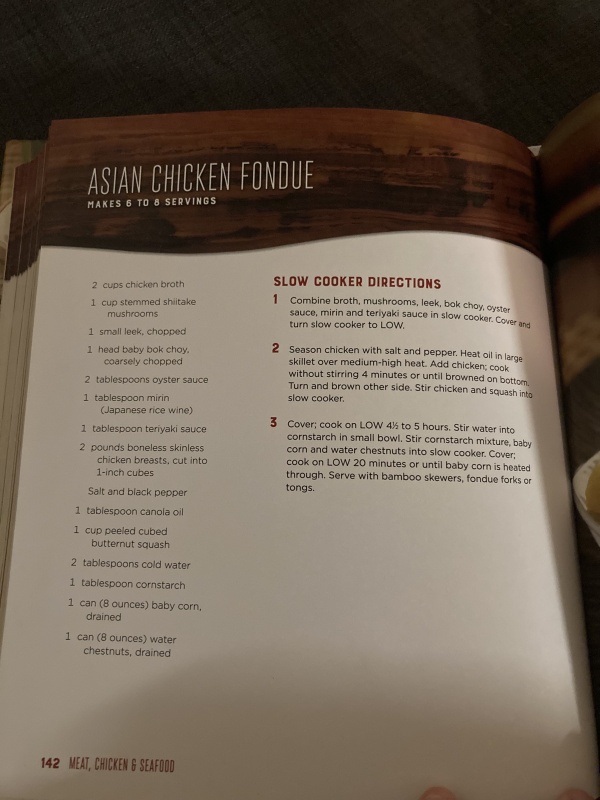 ASIAN CHICKEN FONDUE
MAKES 6 TO 8 SERVINGS
2 cups chicken broth
1 cup stemmed shiitake
mushrooms
1 small leek, chopped
1 head baby bok choy,
coarsely chopped
2 tablespoons oyster sauce
1 tablespoon mirin
(Japanese rice wine)
1 tablespoon teriyaki sauce
2 pounds boneless skinless
chicken breasts, cut into
1-inch cubes
Salt and black pepper
1 tablespoon canola oil
1 cup peeled cubed
butternut squash
2 tablespoons cold water
1 tablespoon cornstarch
1 can (8 ounces) baby corn,
drained
1 can (8 ounces) water
chestnuts, drained
SLOW COOKER DIRECTIONS
1 Combine broth, mushrooms, leek, bok choy, oyster
sauce, mirin and teriyaki sauce in slow cooker. Cover and
turn slow cooker to LOW.
2 Season chicken with salt and pepper. Heat oil in large
skillet over medium-high heat. Add chicken; cook
without stirring 4 minutes or until browned on bottom.
Turn and brown other side. Stir chicken and squash into
slow cooker.
3 Cover; cook on LOW 4½ to 5 hours. Stir water into
cornstarch in small bowl. Stir cornstarch mixture, baby
corn and water chestnuts into slow cooker. Cover;
cook on LOW 20 minutes or until baby corn is heated
through. Serve with bamboo skewers, fondue forks or
tongs.
142 MEAT, CHICKEN & SEAFOOD